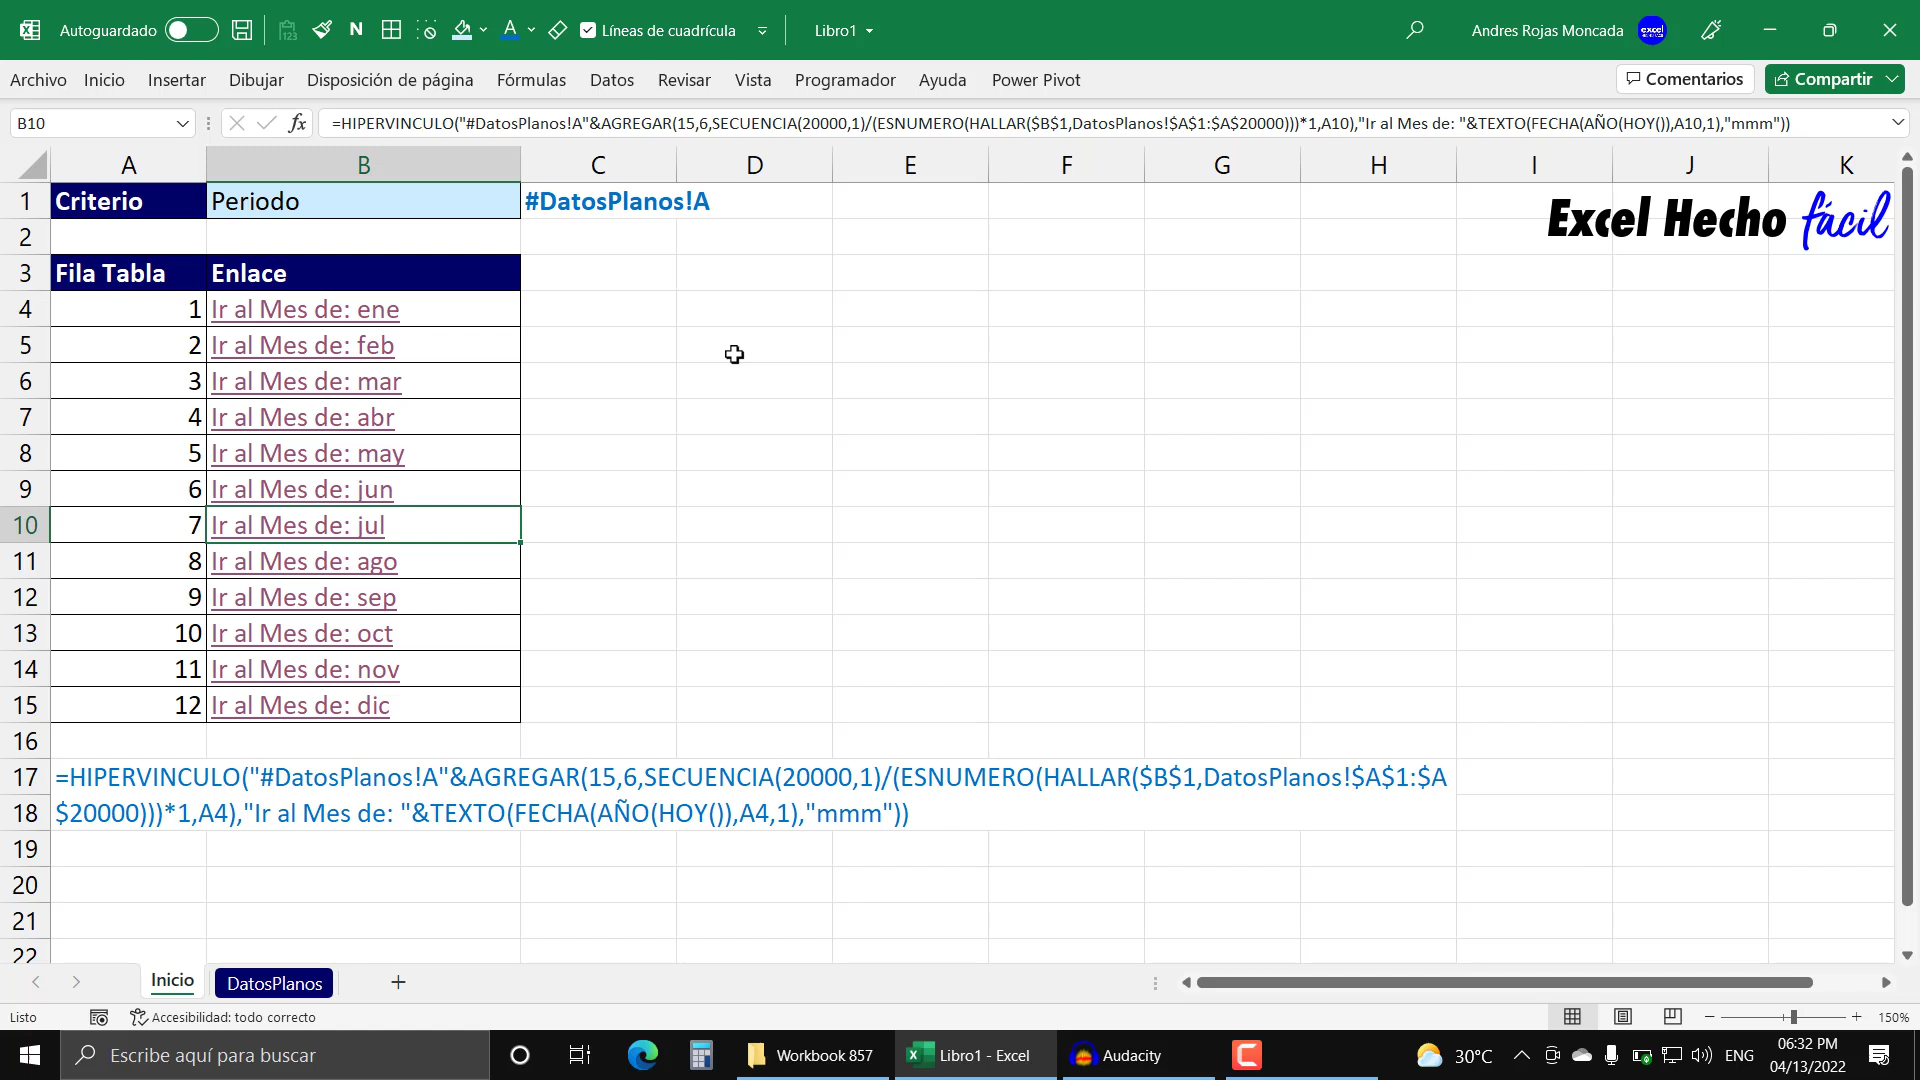 Autoguardado
N
A
Líneas de cuadrícula
Libro1
Andres Rojas Moncada
Archivo Inicio Insertar Dibujar Disposición de página Fórmulas Datos Revisar Vista Programador Ayuda Power Pivot
Comentarios
Compartir
B10
fx
=HIPERVINCULO("#DatosPlanos!A"&AGREGAR(15,6,SECUENCIA(20000,1)/(ESNUMERO(HALLAR($B$1,DatosPlanos!$A$1:$A$20000)))*1,A10),"Ir al Mes de: "&TEXTO(FECHA(AÑO(HOY()),A10,1),"mmm"))
A B C D E F G H I J K
1 Criterio Periodo #DatosPlanos!A
Excel Hecho fácil
2
3 Fila Tabla Enlace
4 1 Ir al Mes de: ene
5 2 Ir al Mes de: feb
6 3 Ir al Mes de: mar
7 4 Ir al Mes de: abr
8 5 Ir al Mes de: may
9 6 Ir al Mes de: jun
10 7 Ir al Mes de: jul
11 8 Ir al Mes de: ago
12 9 Ir al Mes de: sep
13 10 Ir al Mes de: oct
14 11 Ir al Mes de: nov
15 12 Ir al Mes de: dic
16
17 =HIPERVINCULO("#DatosPlanos!A"&AGREGAR(15,6,SECUENCIA(20000,1)/(ESNUMERO(HALLAR($B$1,DatosPlanos!$A$1:$A
18 $20000)))*1,A4),"Ir al Mes de: "&TEXTO(FECHA(AÑO(HOY()),A4,1),"mmm"))
19
20
21
22
Inicio DatosPlanos
Listo
Accesibilidad: todo correcto
150%
Escribe aquí para buscar
Workbook 857
Libro1 - Excel
Audacity
30°C
ENG
06:32 PM
04/13/2022